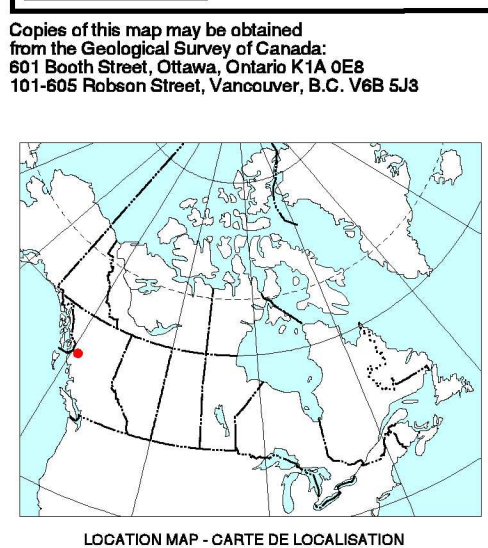 Copies of this map may be obtained
from the Geological Survey of Canada:
601 Booth Street, Ottawa, Ontario K1A 0E8
101-605 Robson Street, Vancouver, B.C. V6B 5J3
LOCATION MAP - CARTE DE LOCALISATION